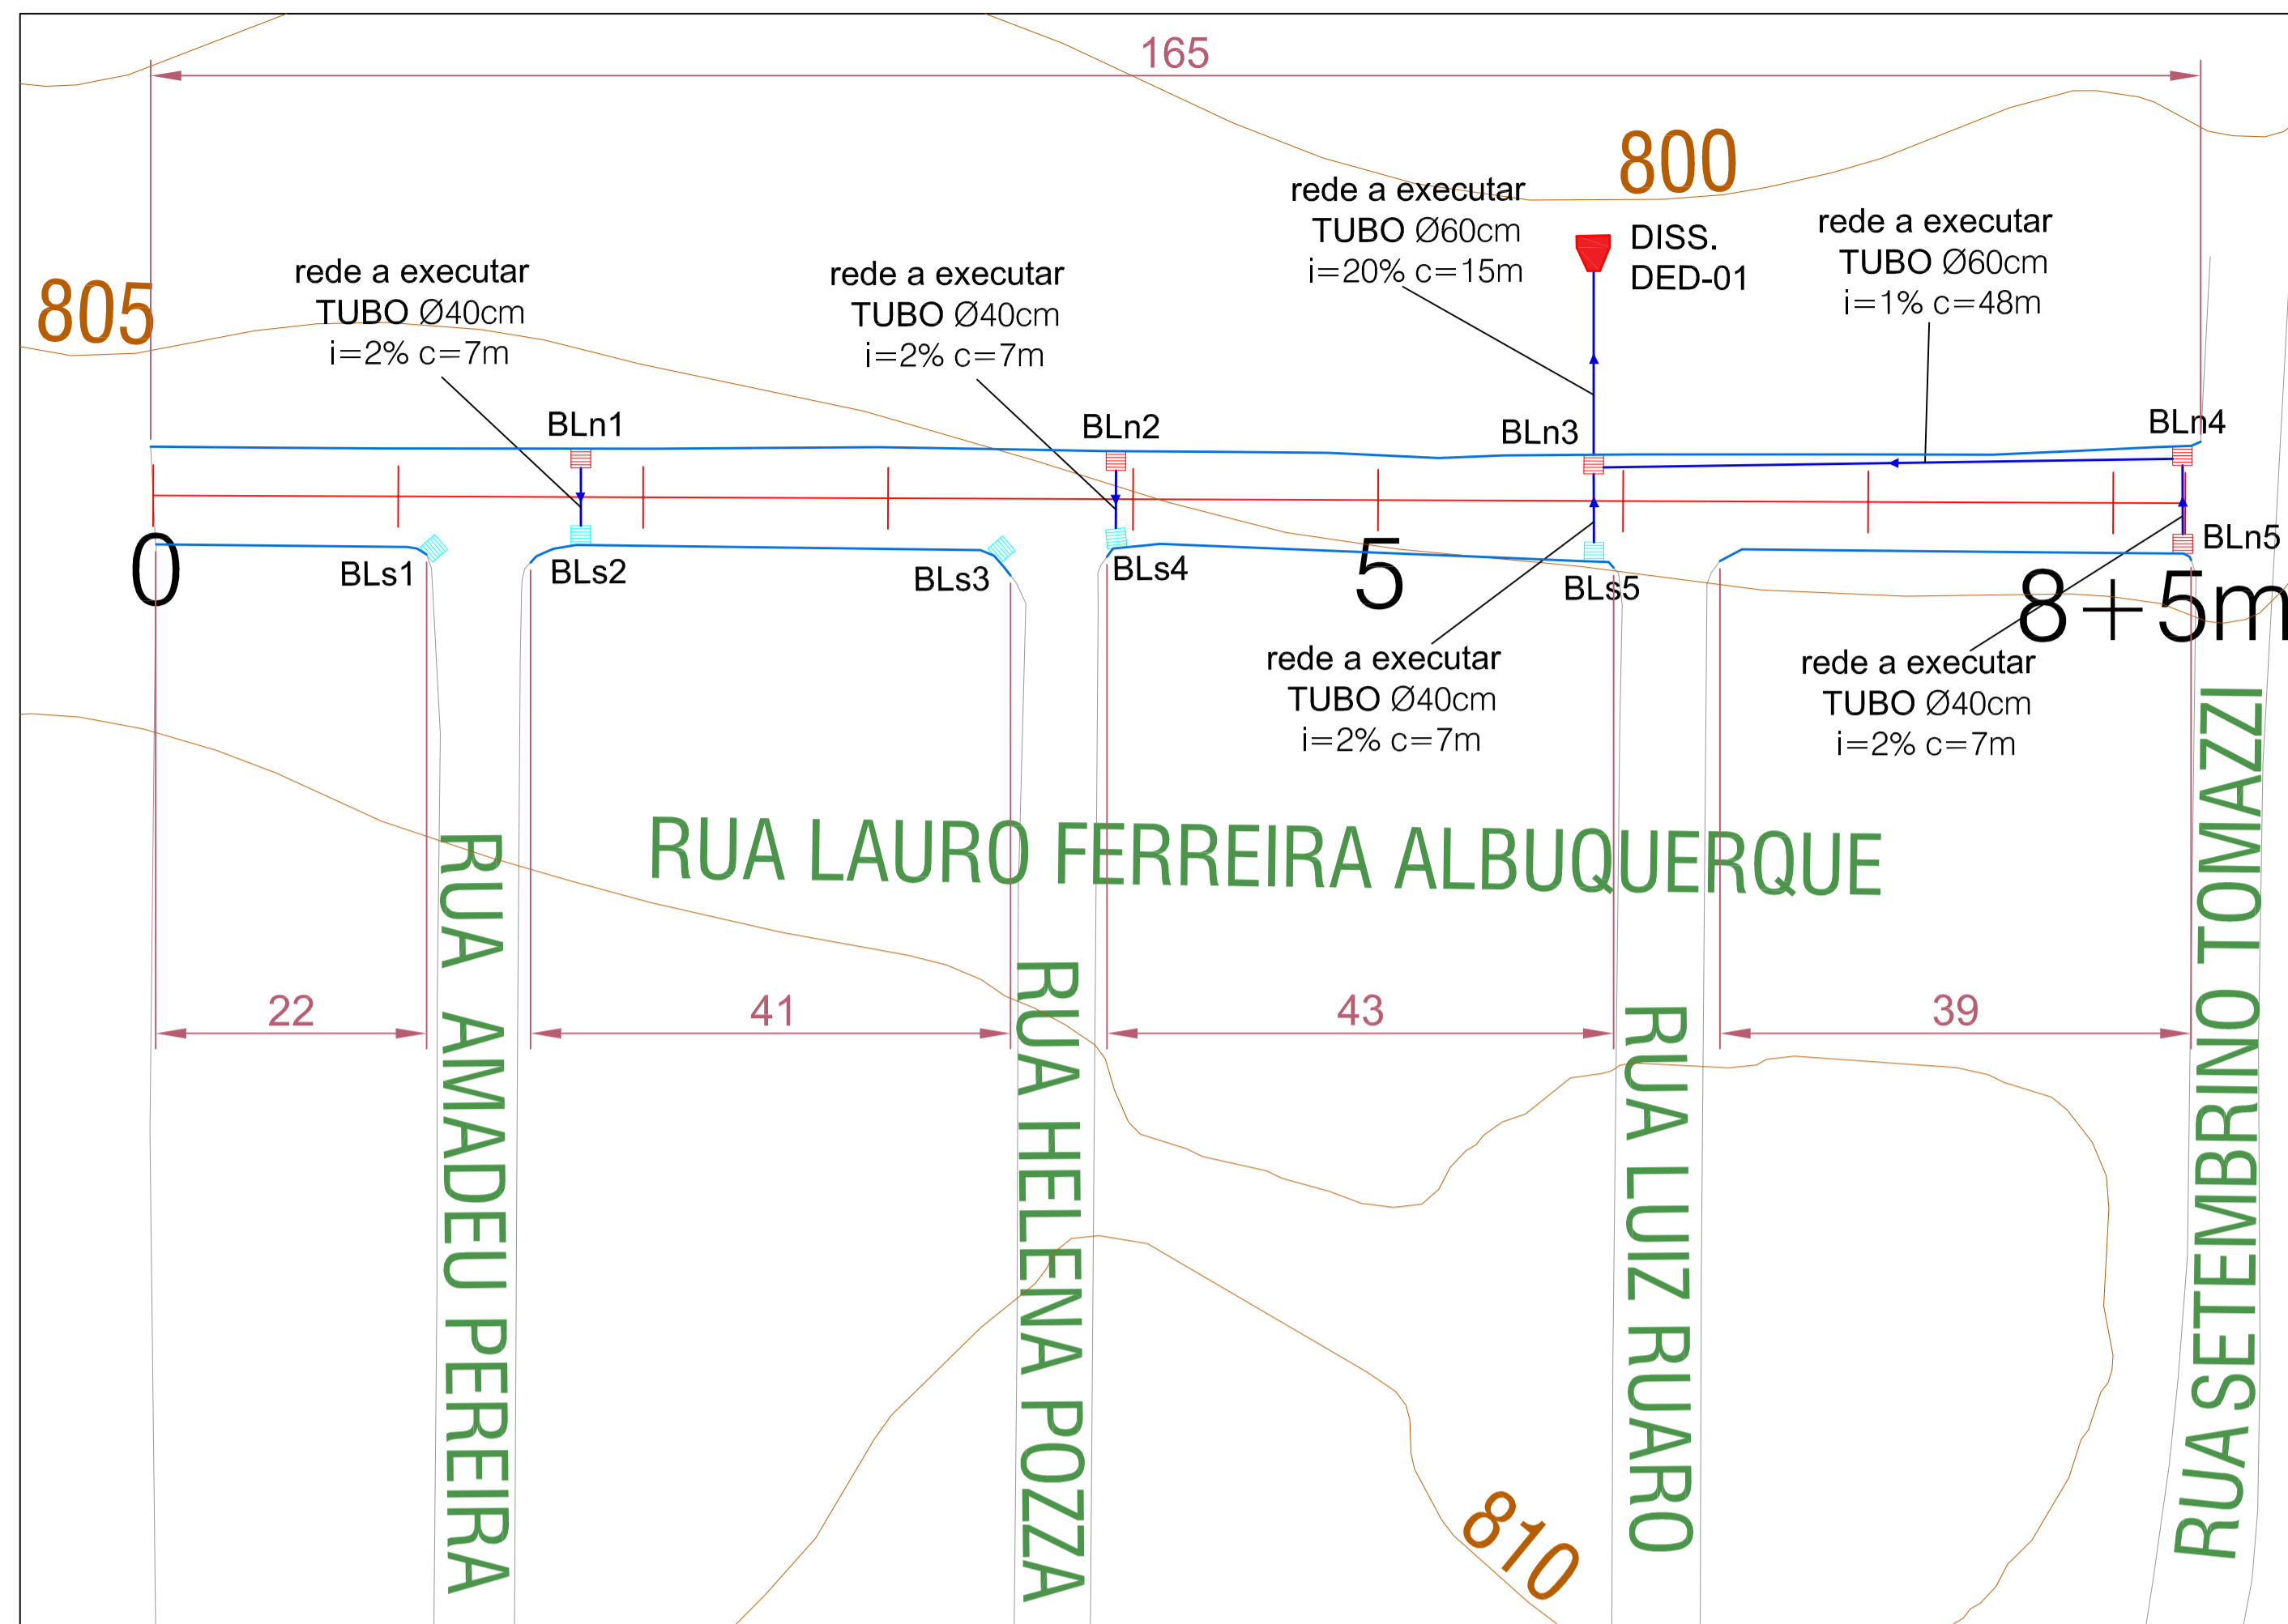 165
800
805
rede a executar
TUBO Ø60cm
i=20% c=15m
DISS.
DED-01
rede a executar
TUBO Ø60cm
i=1% c=48m
rede a executar
TUBO Ø40cm
i=2% c=7m
rede a executar
TUBO Ø40cm
i=2% c=7m
BLn1
BLn2
BLn3
BLn4
BLn5
0
BLs1
BLs2
BLs3
BLs4
5
BLs5
8+5m
rede a executar
TUBO Ø40cm
i=2% c=7m
rede a executar
TUBO Ø40cm
i=2% c=7m
RUA LAURO FERREIRA ALBUQUERQUE
22
41
43
39
RUA AMADEU PEREIRA
RUA HELENA POZZA
RUA LUIZ RUARO
RUA SETEMBRINO TOMAZZI
810